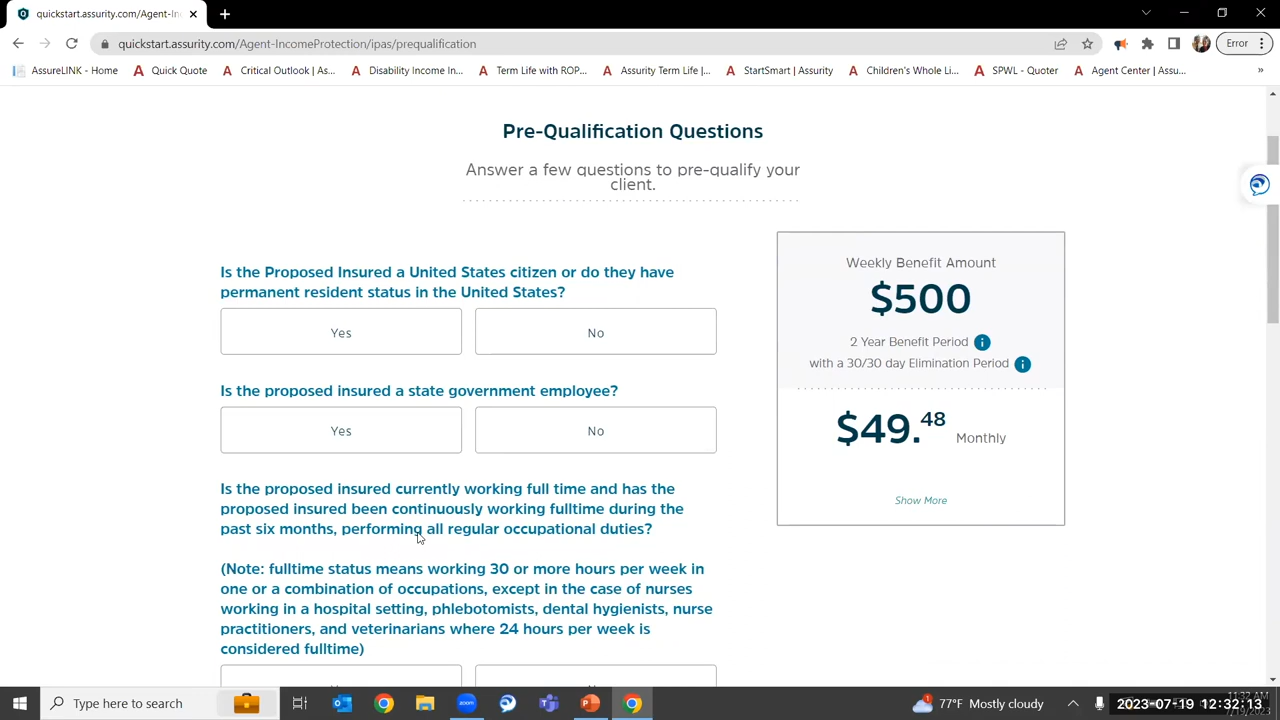 quickstart.assurity.com/Agent-In
quickstart.assurity.com/Agent-IncomeProtection/ipas/prequalification
Error
AssureLINK - Home
Quick Quote
Critical Outlook | As...
Disability Income In...
Term Life with ROP...
Assurity Term Life |...
StartSmart | Assurity
Children's Whole Li...
SPWL - Quoter
Agent Center | Assu...
»
Pre-Qualification Questions
Answer a few questions to pre-qualify your
client.
Is the Proposed Insured a United States citizen or do they have
permanent resident status in the United States?
Yes
No
Is the proposed insured a state government employee?
Yes
No
Is the proposed insured currently working full time and has the
proposed insured been continuously working fulltime during the
past six months, performing all regular occupational duties?
(Note: fulltime status means working 30 or more hours per week in
one or a combination of occupations, except in the case of nurses
working in a hospital setting, phlebotomists, dental hygienists, nurse
practitioners, and veterinarians where 24 hours per week is
considered fulltime)
Weekly Benefit Amount
$500
2 Year Benefit Period
with a 30/30 day Elimination Period
$49.48 Monthly
Show More
Type here to search
1
77°F Mostly cloudy
11:32 AM
2023-07-19 12:32:13
7/19/2023